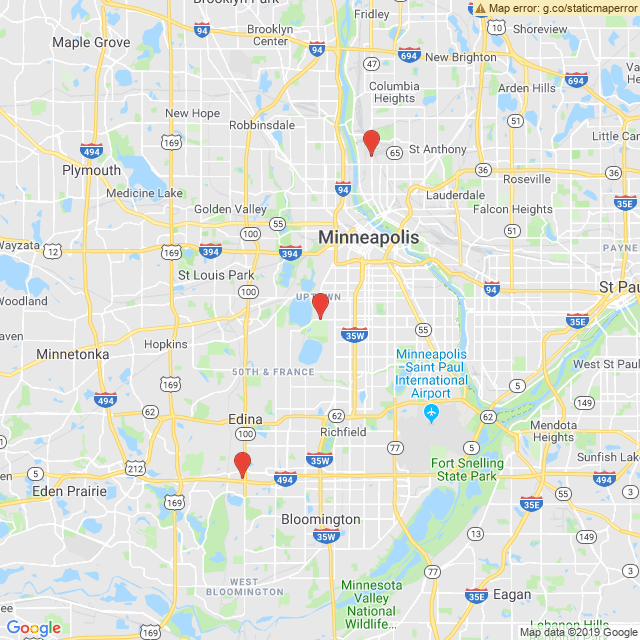 Brooklyn Park
Fridley
Map error: g.co/staticmaperror
Shoreview
94
Brooklyn
Center
10
Maple Grove
94
694
New Brighton
47
Columbia
Heights
694
Arden Hills
New Hope
Robbinsdale
51
169
Little Can
494
65
St Anthony
Plymouth
36
36
Medicine Lake
94
Lauderdale
Roseville
35E
Golden Valley
55
Falcon Heights
100
51
Minneapolis
Wayzata
12
394
394
PAYNE
St Louis Park
Woodland
100
UPTOWN
94
St Paul
35E
Haven
Hopkins
35W
55
Minnetonka
Minneapolis
-Saint Paul
International
Airport
West St Paul
50TH & FRANCE
169
5
494
149
62
62
62
Edina
100
Richfield
Mendota
Heights
77
5
Sunfish Lake
212
35W
Fort Snelling
State Park
5
494
494
Eden Prairie
169
55
35E
3
Bloomington
35W
13
149
77
3
WEST
BLOOMINGTON
Minnesota
Valley
National
Wildlife...
35E
Eagan
169
Lebanon Hills
Google
Map data ©2019 Google